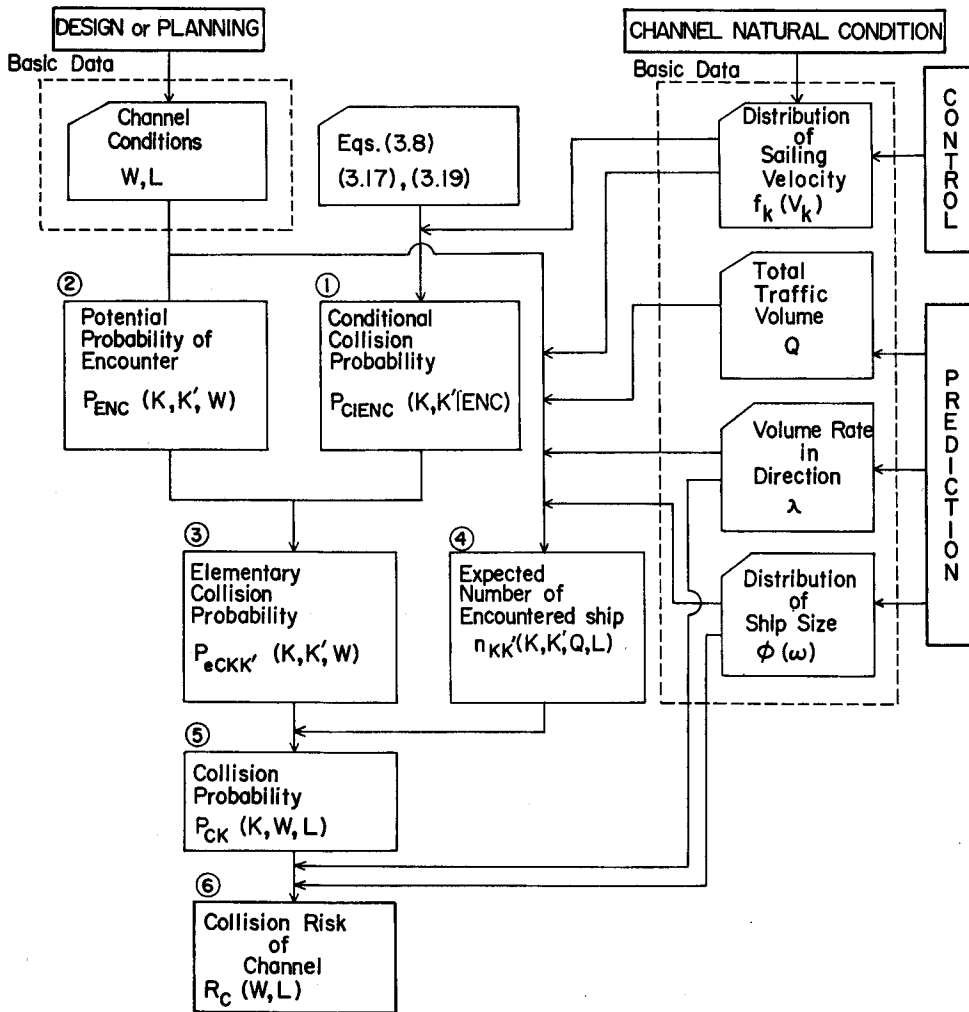 DESIGN or PLANNING
CHANNEL NATURAL CONDITION
Basic Data
Basic Data
Channel
Conditions
W, L
Eqs. (3.8)
(3.17), (3.19)
Distribution
of
Sailing
Velocity
f_k (V_k)
CONTROL
②
Potential
Probability of
Encounter
P_ENC (K, K', W)
①
Conditional
Collision
Probability
P_CIENC (K, K'|ENC)
Total
Traffic
Volume
Q
PREDICTION
Volume Rate
in
Direction
λ
③
Elementary
Collision
Probability
P_eCKK' (K, K', W)
④
Expected
Number of
Encountered ship
n_KK' (K, K', Q, L)
Distribution
of
Ship Size
ϕ (ω)
⑤
Collision
Probability
P_CK (K, W, L)
⑥
Collision Risk
of
Channel
R_C (W, L)